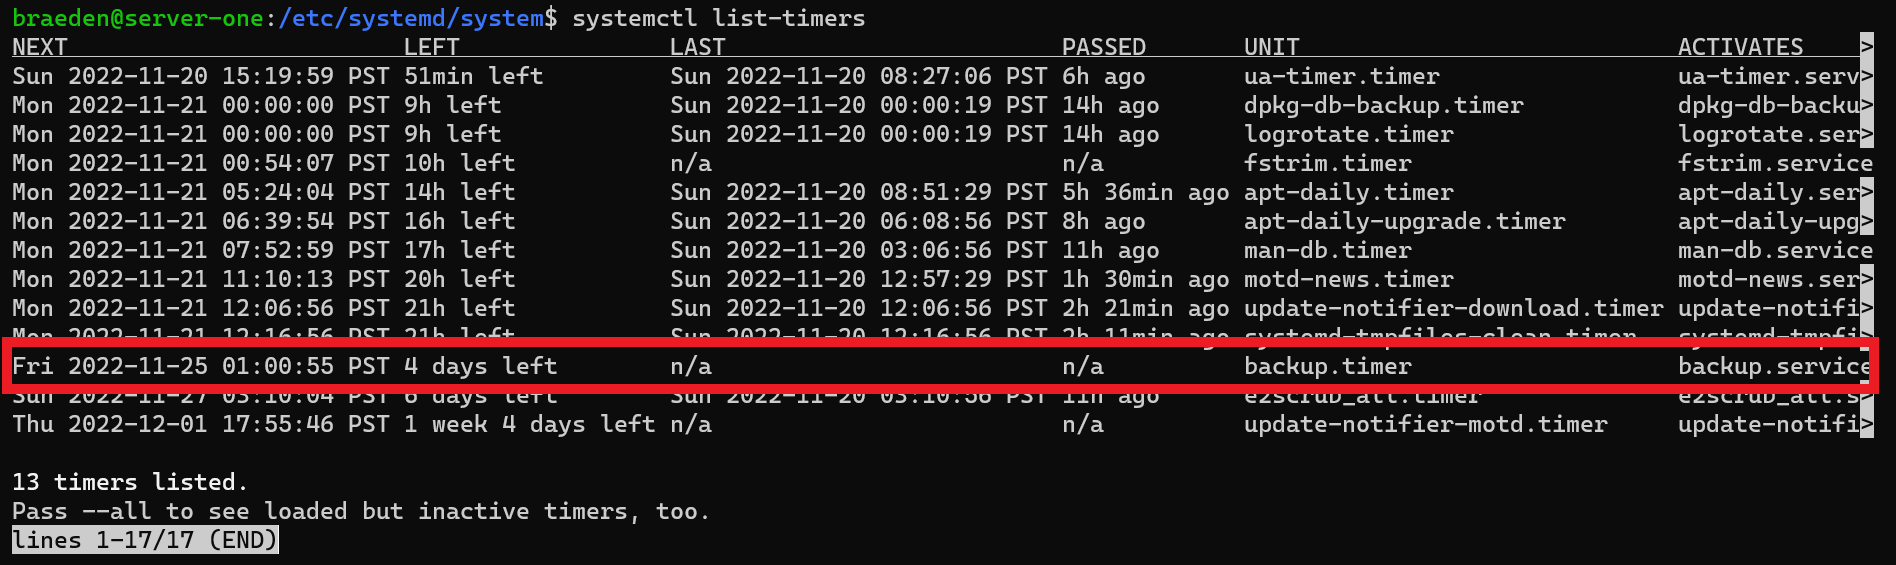 braeden@server-one:/etc/systemd/system$ systemctl list-timers
NEXT LEFT LAST PASSED UNIT ACTIVATES >
Sun 2022-11-20 15:19:59 PST 51min left Sun 2022-11-20 08:27:06 PST 6h ago ua-timer.timer ua-timer.serv>
Mon 2022-11-21 00:00:00 PST 9h left Sun 2022-11-20 00:00:19 PST 14h ago dpkg-db-backup.timer dpkg-db-backu>
Mon 2022-11-21 00:00:00 PST 9h left Sun 2022-11-20 00:00:19 PST 14h ago logrotate.timer logrotate.ser>
Mon 2022-11-21 00:54:07 PST 10h left n/a n/a fstrim.timer fstrim.service
Mon 2022-11-21 05:24:04 PST 14h left Sun 2022-11-20 08:51:29 PST 5h 36min ago apt-daily.timer apt-daily.ser>
Mon 2022-11-21 06:39:54 PST 16h left Sun 2022-11-20 06:08:56 PST 8h ago apt-daily-upgrade.timer apt-daily-upg>
Mon 2022-11-21 07:52:59 PST 17h left Sun 2022-11-20 03:06:56 PST 11h ago man-db.timer man-db.service
Mon 2022-11-21 11:10:13 PST 20h left Sun 2022-11-20 12:57:29 PST 1h 30min ago motd-news.timer motd-news.ser>
Mon 2022-11-21 12:06:56 PST 21h left Sun 2022-11-20 12:06:56 PST 2h 21min ago update-notifier-download.timer update-notifi>
Mon 2022-11-21 12:16:56 PST 21h left Sun 2022-11-20 12:16:56 PST 2h 11min ago systemd-tmpfiles-clean.timer systemd-tmpfi>
Fri 2022-11-25 01:00:55 PST 4 days left n/a n/a backup.timer backup.service
Sun 2022-11-27 03:10:04 PST 6 days left Sun 2022-11-20 03:10:56 PST 11h ago e2scrub_all.timer e2scrub_all.s>
Thu 2022-12-01 17:55:46 PST 1 week 4 days left n/a n/a update-notifier-motd.timer update-notifi>
13 timers listed.
Pass --all to see loaded but inactive timers, too.
lines 1-17/17 (END)